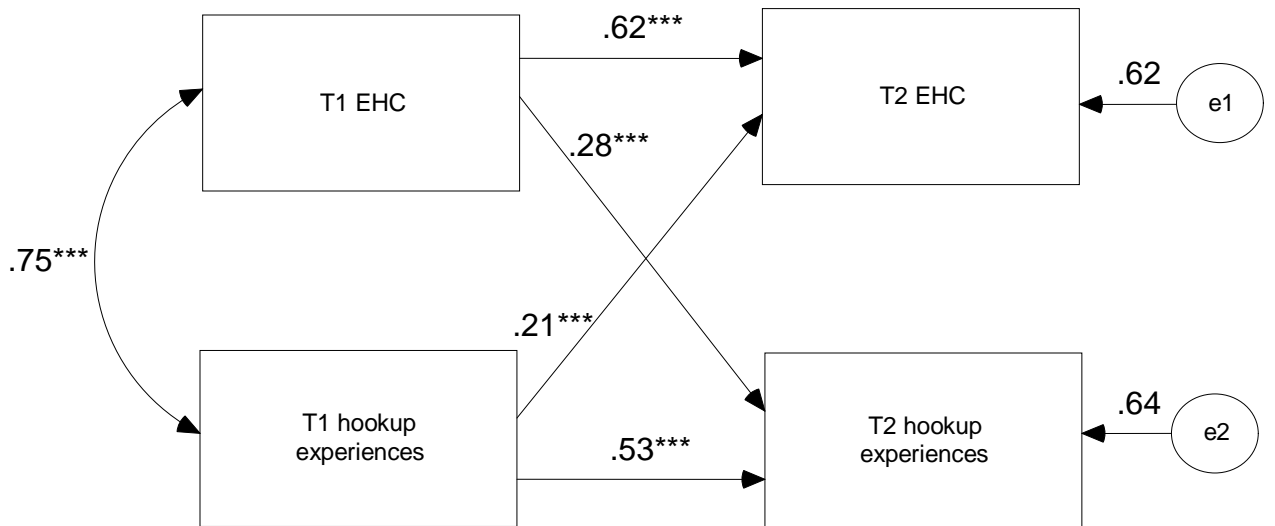 .62***
T1 EHC
T2 EHC
.62
e1
.28***
.75***
.21***
T1 hookup
experiences
.53***
T2 hookup
experiences
.64
e2